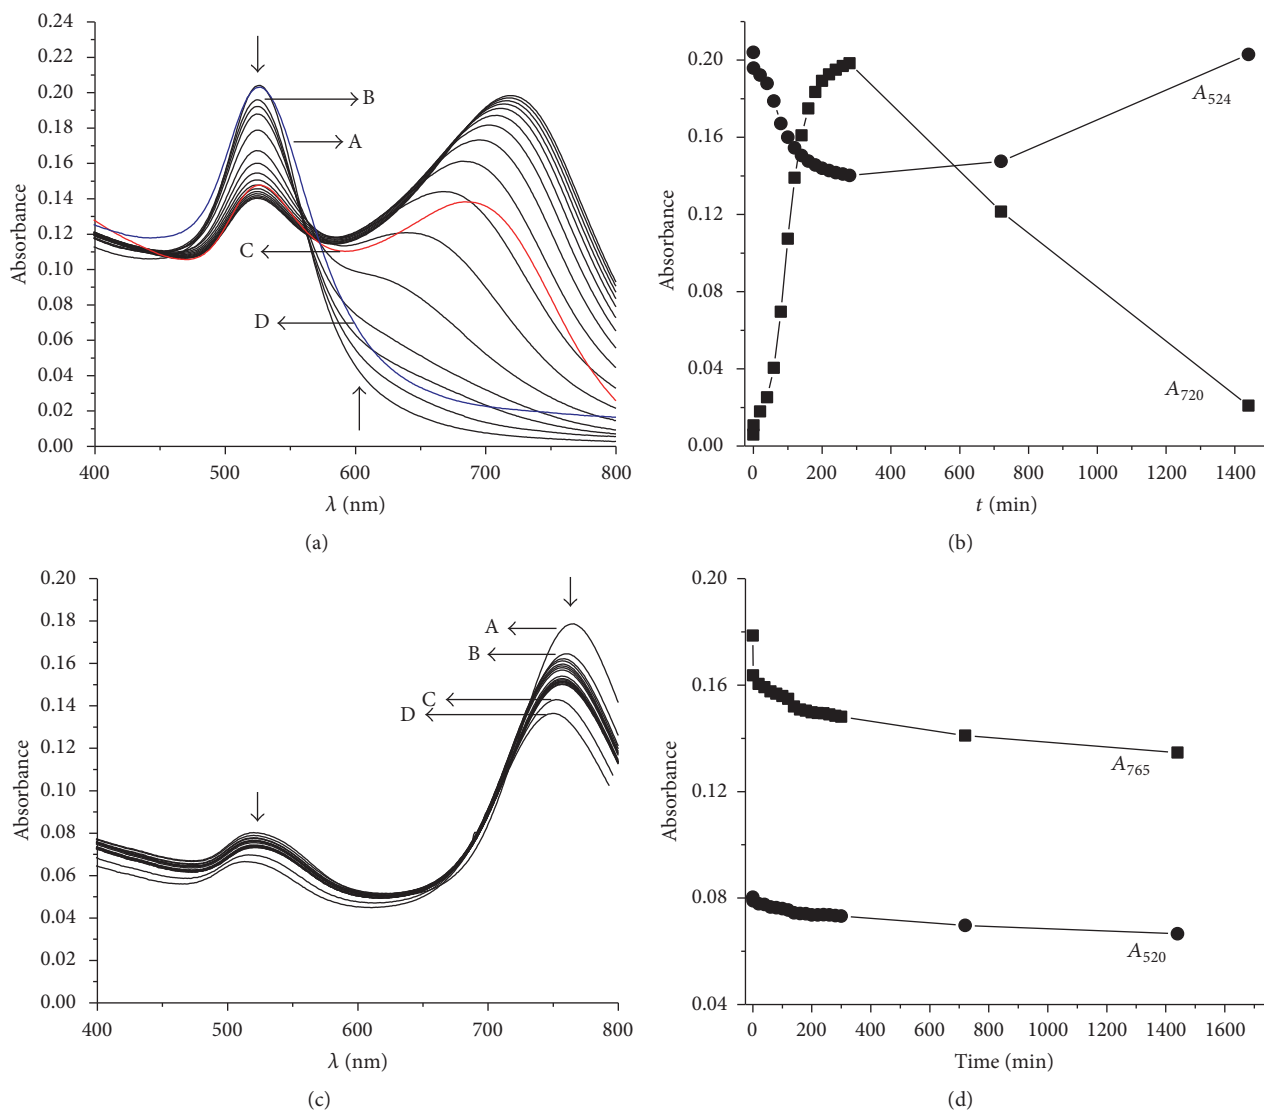 0.24
0.22
0.20
0.18
0.16
0.14
0.12
0.10
0.08
0.06
0.04
0.02
0.00
Absorbance
B
A
C
D
400 500 600 700 800
λ (nm)
(a)
0.20
0.16
0.12
0.08
0.04
0.00
Absorbance
A524
A720
0 200 400 600 800 1000 1200 1400
t (min)
(b)
0.20
0.18
0.16
0.14
0.12
0.10
0.08
0.06
0.04
0.02
0.00
Absorbance
A
B
C
D
400 500 600 700 800
λ (nm)
(c)
0.20
0.16
0.12
0.08
0.04
Absorbance
A765
A520
0 200 400 600 800 1000 1200 1400 1600
Time (min)
(d)